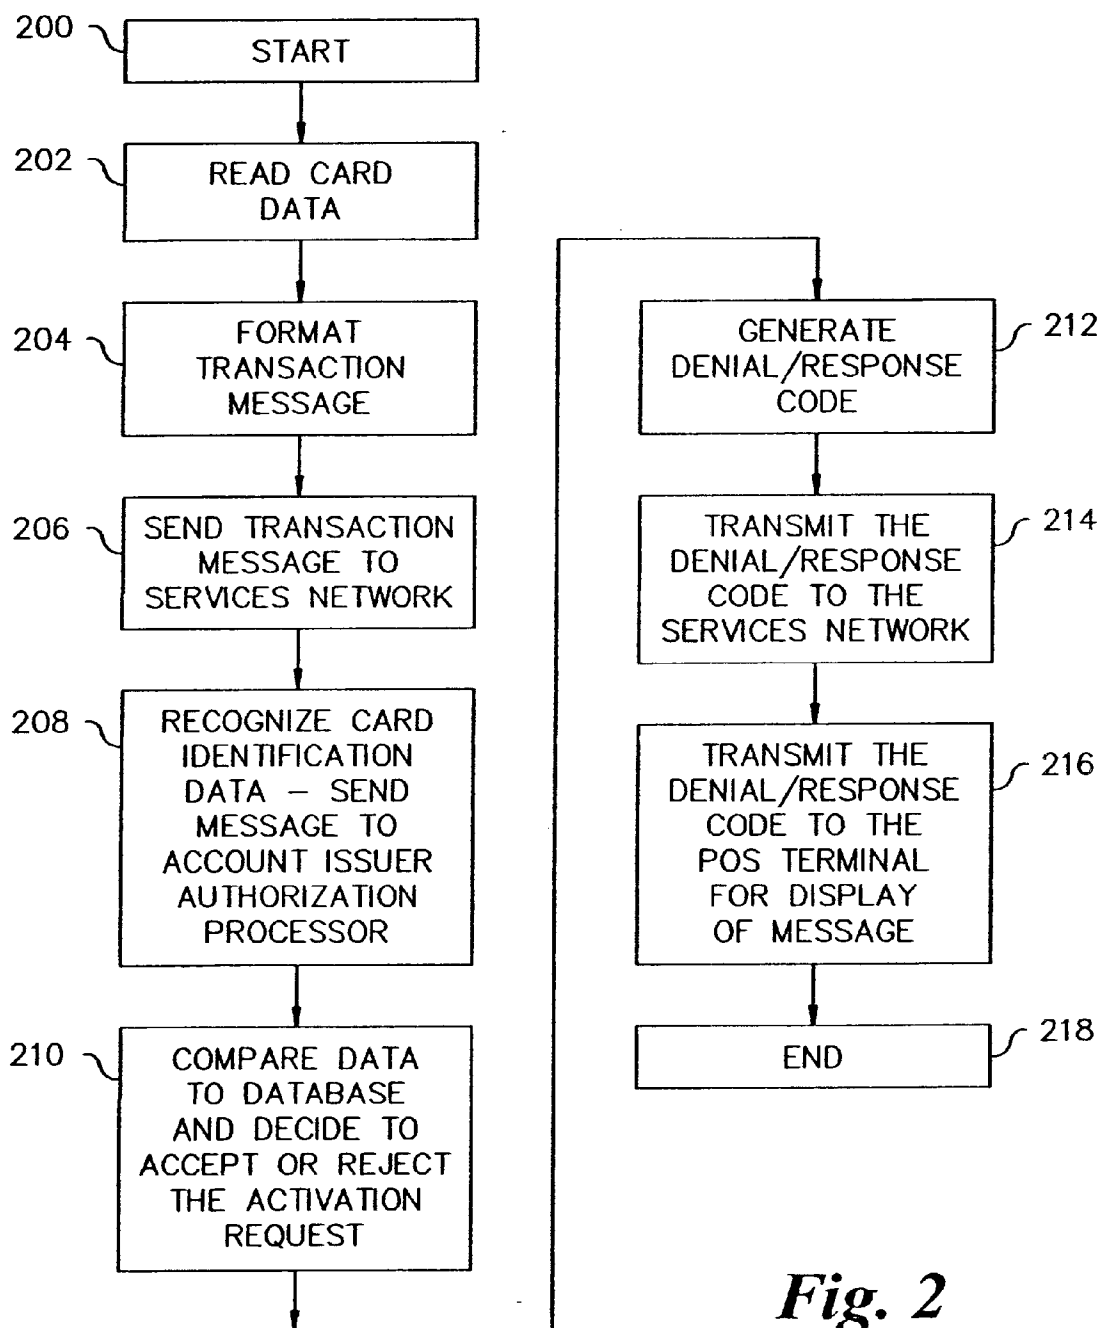 200
START
202
READ CARD
DATA
204
FORMAT
TRANSACTION
MESSAGE
206
SEND TRANSACTION
MESSAGE TO
SERVICES NETWORK
208
RECOGNIZE CARD
IDENTIFICATION
DATA – SEND
MESSAGE TO
ACCOUNT ISSUER
AUTHORIZATION
PROCESSOR
210
COMPARE DATA
TO DATABASE
AND DECIDE TO
ACCEPT OR REJECT
THE ACTIVATION
REQUEST
212
GENERATE
DENIAL/RESPONSE
CODE
214
TRANSMIT THE
DENIAL/RESPONSE
CODE TO THE
SERVICES NETWORK
216
TRANSMIT THE
DENIAL/RESPONSE
CODE TO THE
POS TERMINAL
FOR DISPLAY
OF MESSAGE
218
END
Fig. 2